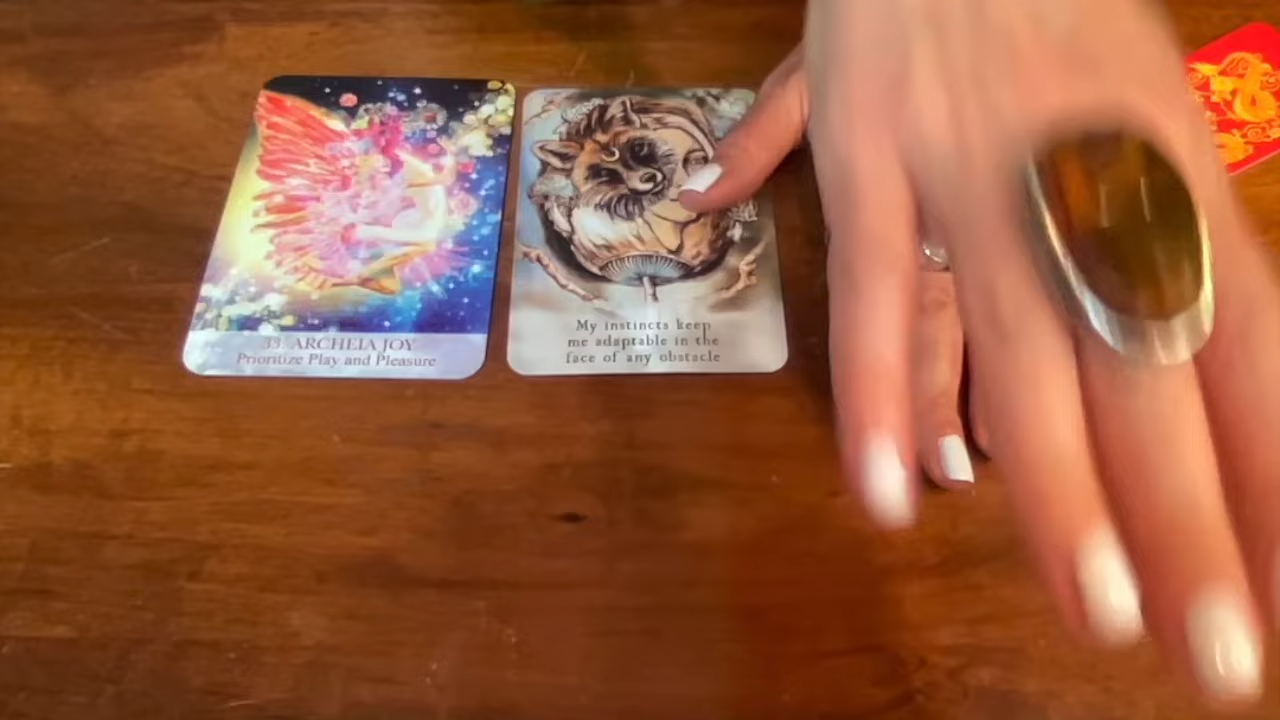 33. ARCHEIA JOY
Prioritize Play and Pleasure
My instincts keep
me adaptable in the
face of any obstacle